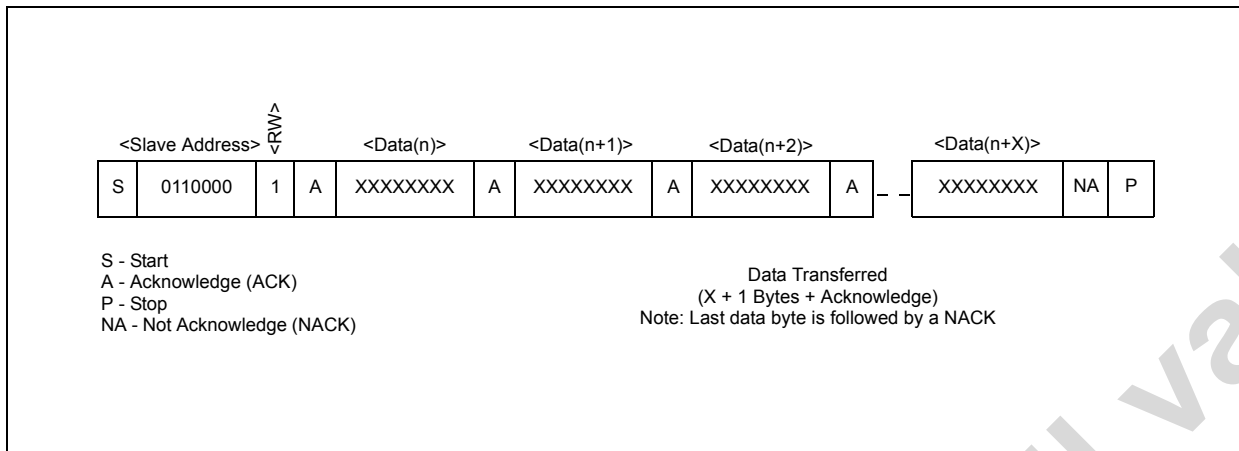 <RW>
<Slave Address> <Data(n)> <Data(n+1)> <Data(n+2)> <Data(n+X)>
S 0110000 1 A XXXXXXXX A XXXXXXXX A XXXXXXXX A XXXXXXXX NA P
S - Start
A - Acknowledge (ACK)
P - Stop
NA - Not Acknowledge (NACK)
Data Transferred
(X + 1 Bytes + Acknowledge)
Note: Last data byte is followed by a NACK